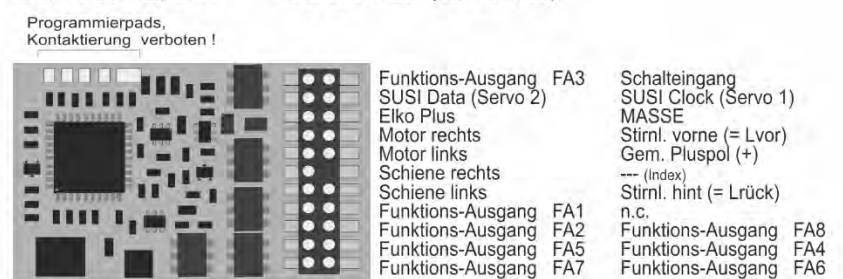 Programmierpads,
Kontaktierung verboten !
Funktions-Ausgang FA3 Schalteingang
SUSI Data (Servo 2) SUSI Clock (Servo 1)
Elko Plus MASSE
Motor rechts Stirnl. vorne (= Lvor)
Motor links Gem. Pluspol (+)
Schiene rechts --- (Index)
Schiene links Stirnl. hint (= Lrück)
Funktions-Ausgang FA1 n.c.
Funktions-Ausgang FA2 Funktions-Ausgang FA8
Funktions-Ausgang FA5 Funktions-Ausgang FA4
Funktions-Ausgang FA7 Funktions-Ausgang FA6